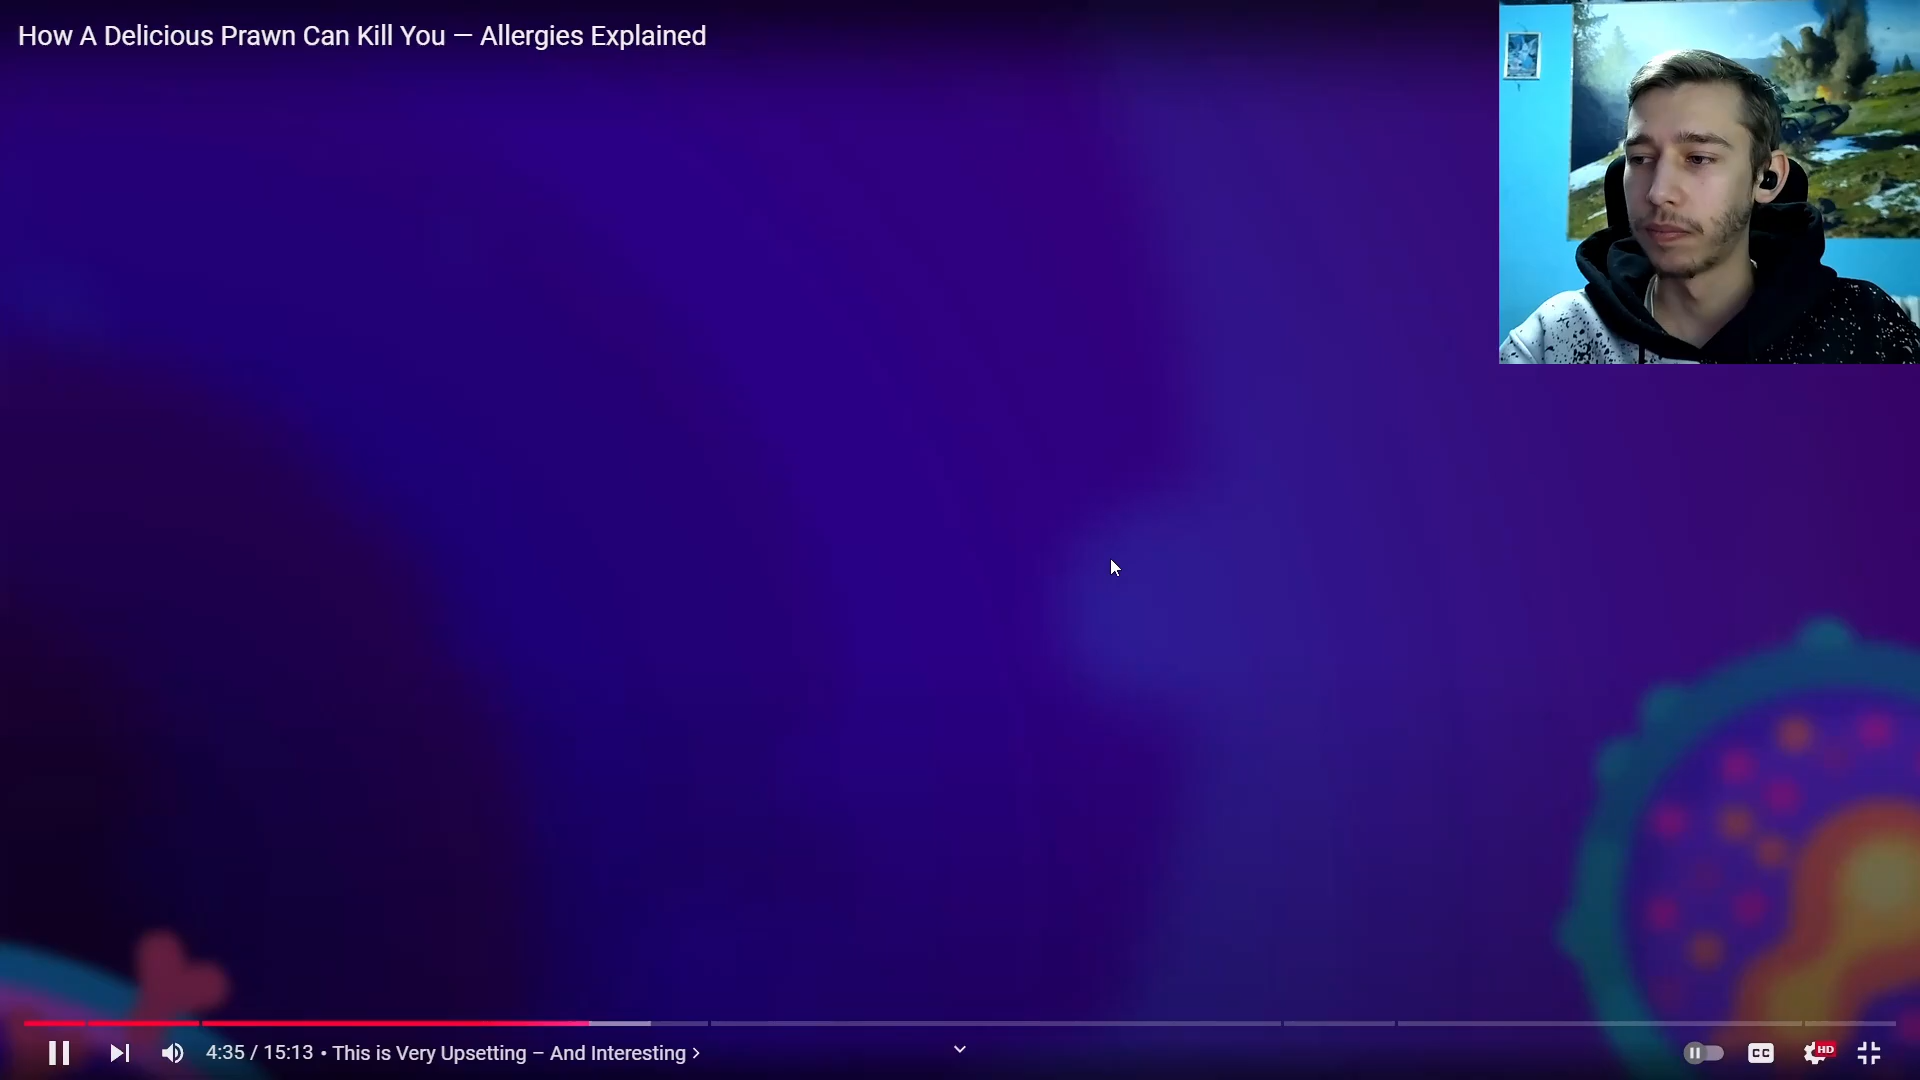 How A Delicious Prawn Can Kill You — Allergies Explained
4:35 / 15:13 • This is Very Upsetting – And Interesting
CC
HD